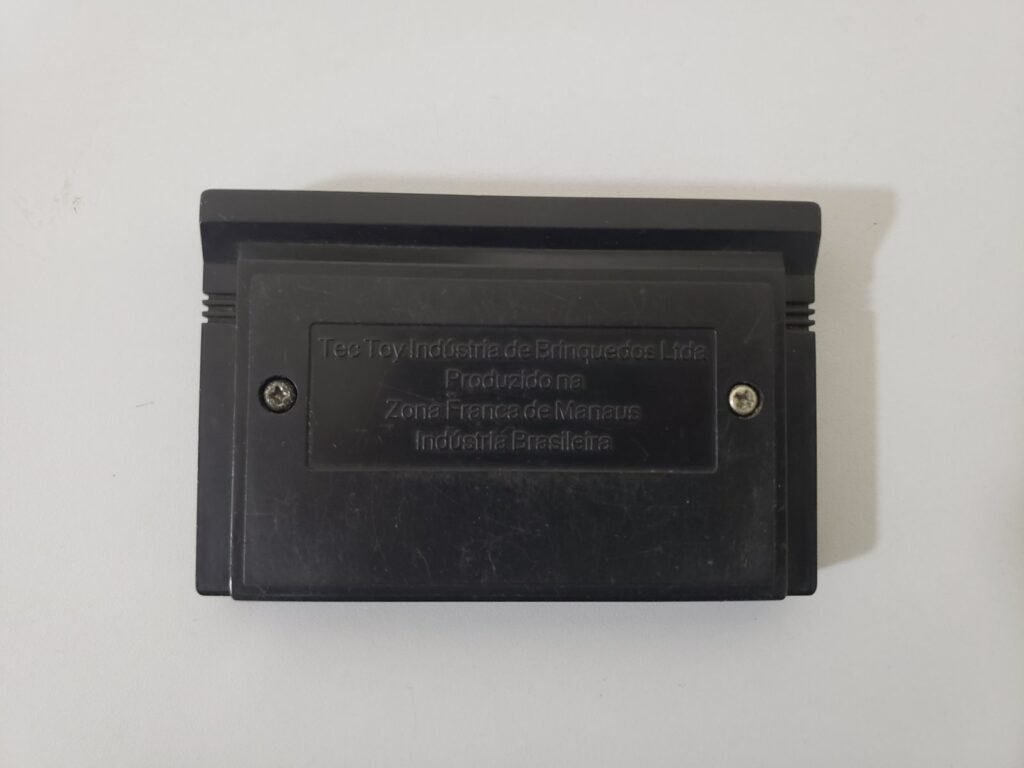 Tec Toy Indústria de Brinquedos Ltda
Produzido na
Zona Franca de Manaus
Indústria Brasileira